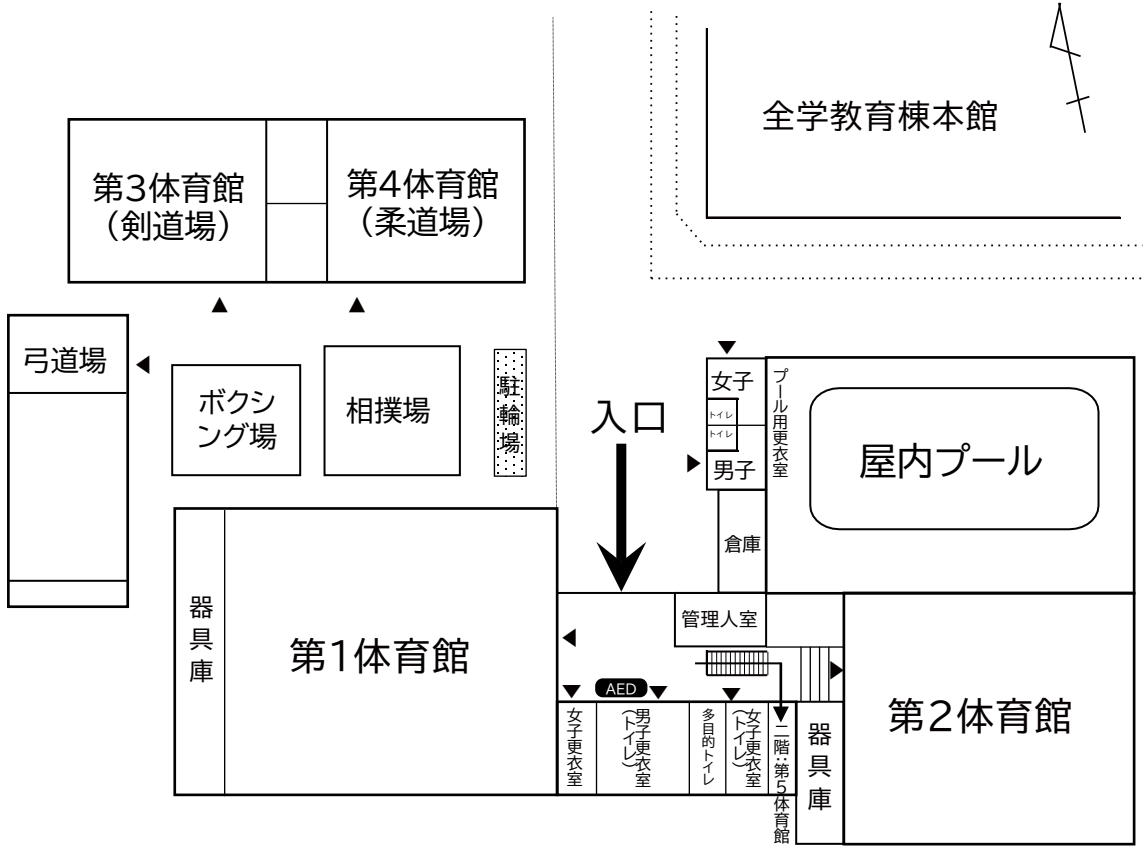 全学教育棟本館
第3体育館
（剣道場）
第4体育館
（柔道場）
弓道場
ボクシ
ング場
相撲場
駐輪場
入口
女子
トイレ
トイレ
男子
プール用更衣室
屋内プール
倉庫
管理人室
器具庫
第1体育館
AED
女子更衣室
男子更衣室
（トイレ）
多目的トイレ
女子更衣室
（トイレ）
二階：第5体育館
器具庫
第2体育館